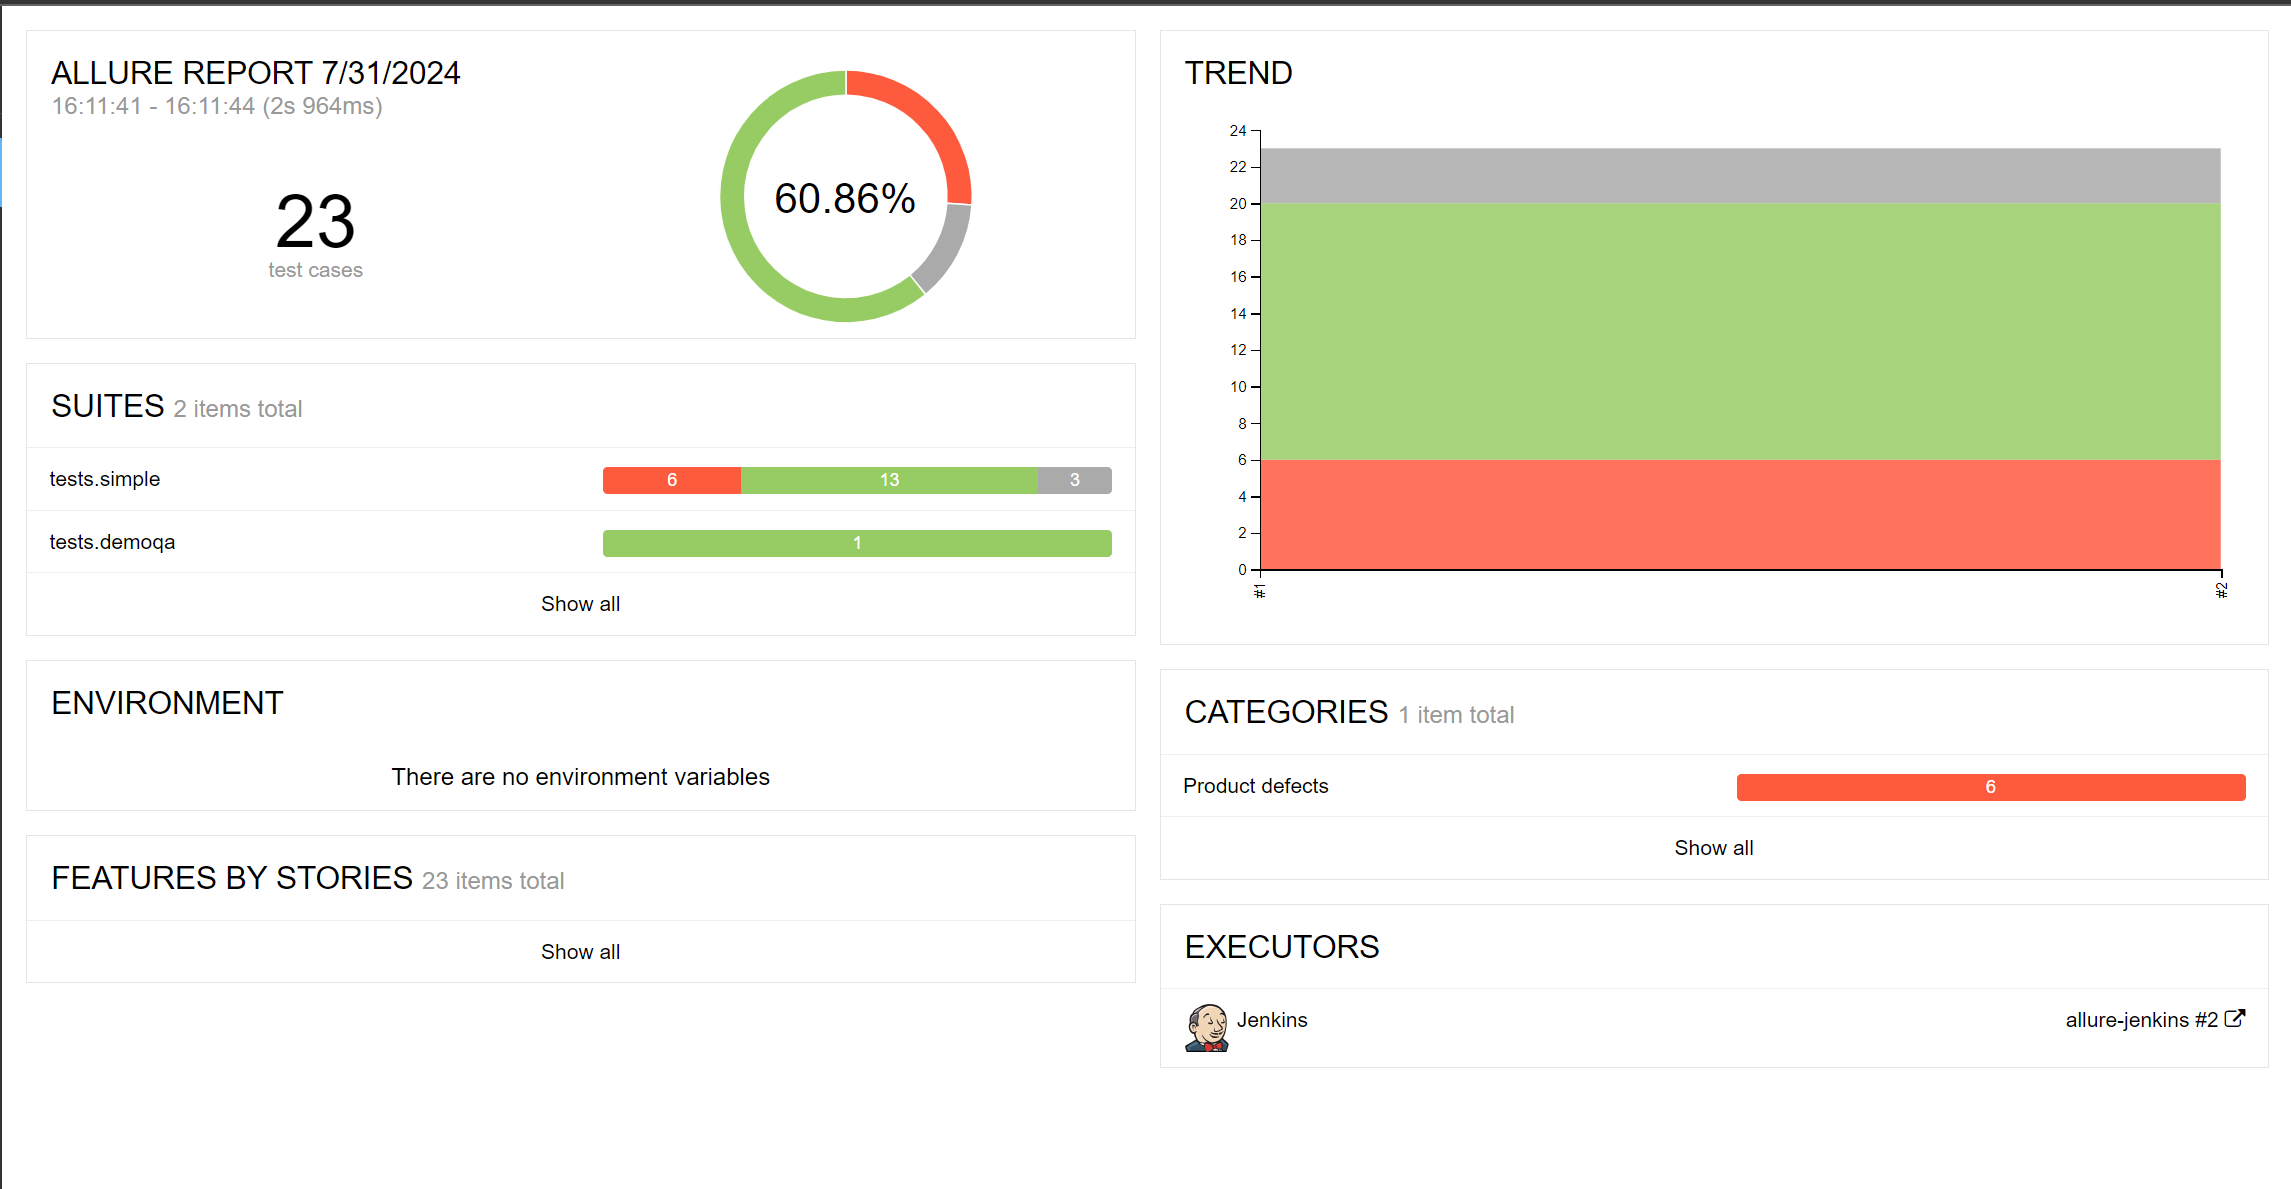 ALLURE REPORT 7/31/2024
16:11:41 - 16:11:44 (2s 964ms)
23
test cases
60.86%
SUITES 2 items total
tests.simple
6 13 3
tests.demoqa
1
Show all
ENVIRONMENT
There are no environment variables
FEATURES BY STORIES 23 items total
Show all
TREND
24
22
20
18
16
14
12
10
8
6
4
2
0
#1
#2
CATEGORIES 1 item total
Product defects
6
Show all
EXECUTORS
Jenkins
allure-jenkins #2